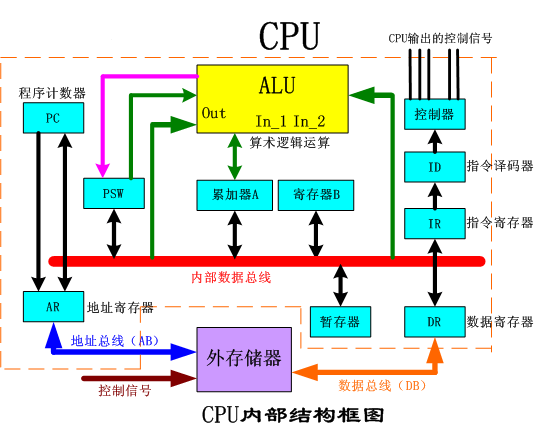 CPU
CPU输出的控制信号
程序计数器
PC
ALU
Out
In_1 In_2
算术逻辑运算
控制器
ID
指令译码器
PSW
累加器A
寄存器B
IR
指令寄存器
内部数据总线
AR
地址寄存器
暂存器
DR
数据寄存器
地址总线（AB）
外存储器
控制信号
数据总线（DB）
CPU内部结构框图